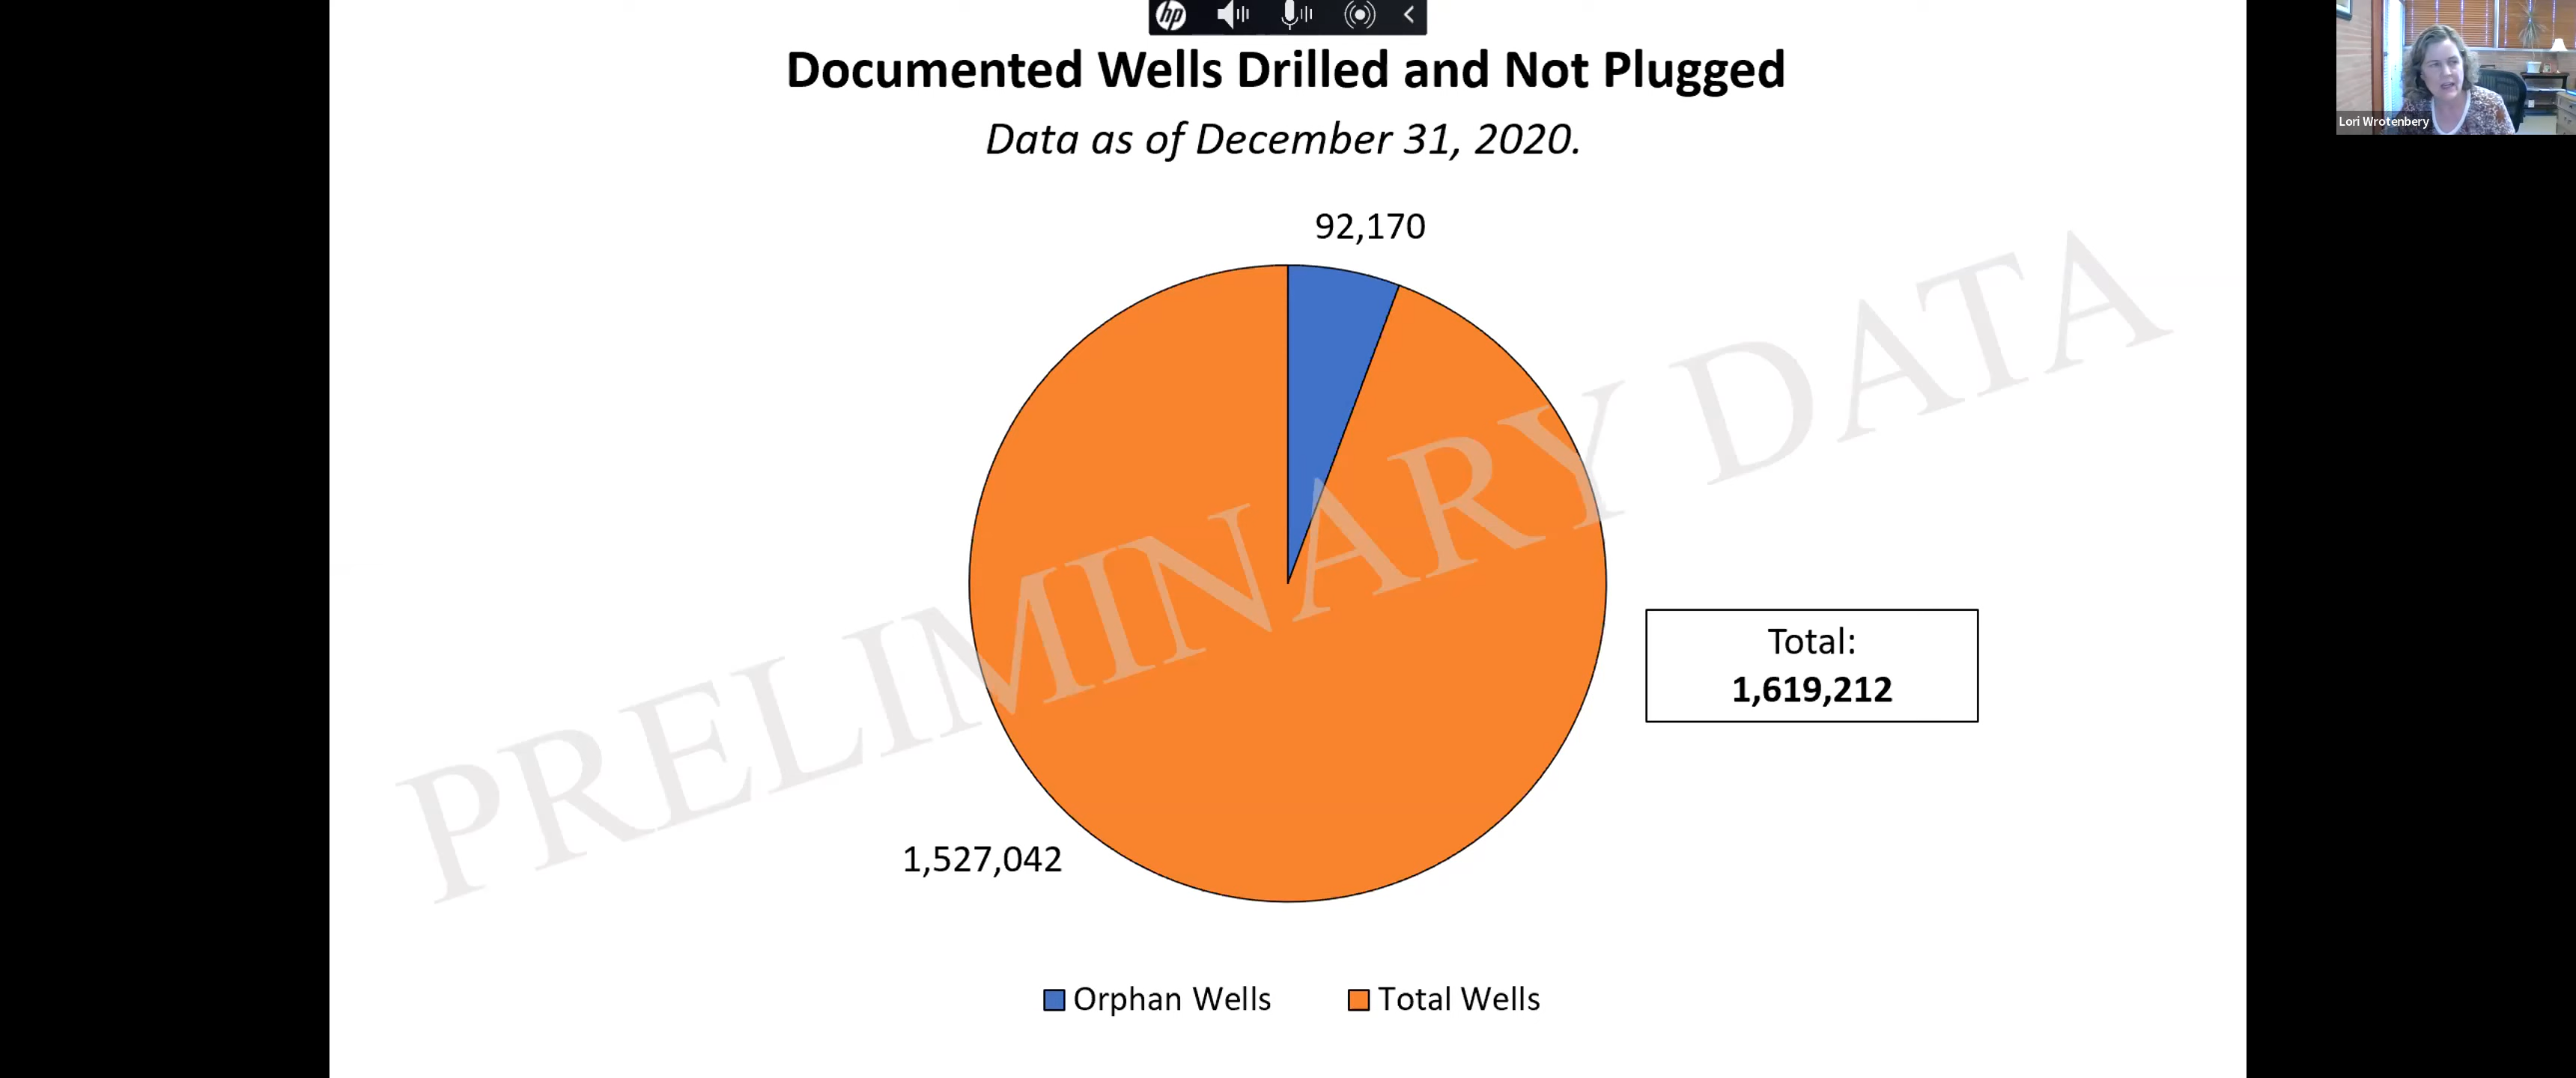 hp
Documented Wells Drilled and Not Plugged
Lori Wrotenbery
Data as of December 31, 2020.
92,170
PRELIMINARY DATA
Total:
1,619,212
1,527,042
Orphan Wells
Total Wells